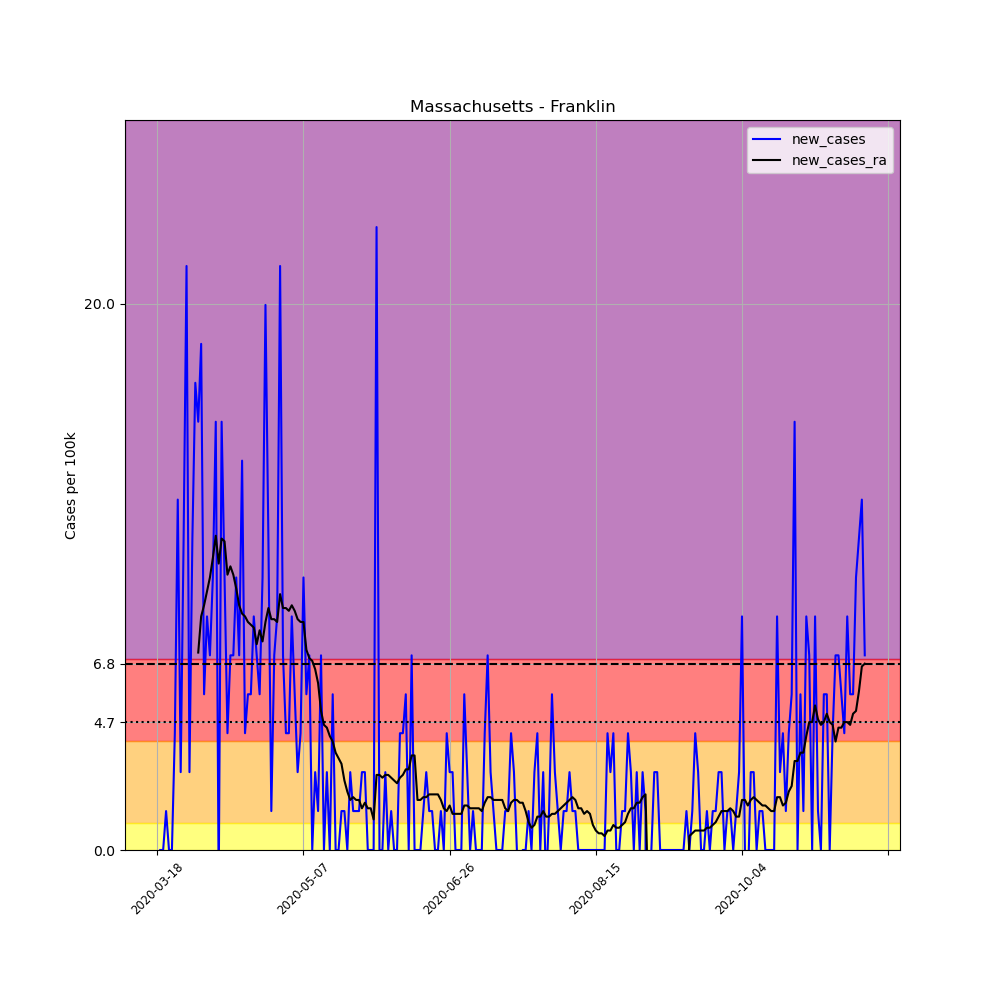 Massachusetts - Franklin
new_cases
new_cases_ra
Cases per 100k
20.0
6.8
4.7
0.0
2020-03-18
2020-05-07
2020-06-26
2020-08-15
2020-10-04